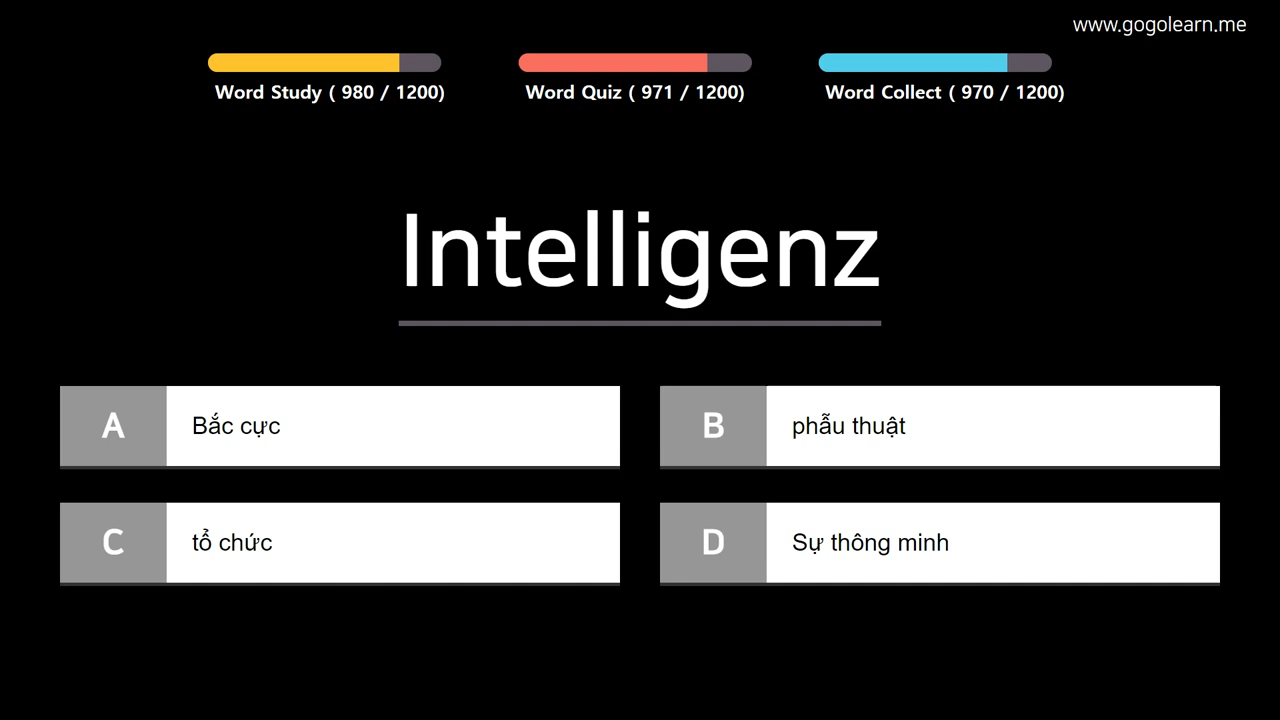 www.gogolearn.me
Word Study ( 980 / 1200)
Word Quiz ( 971 / 1200)
Word Collect ( 970 / 1200)
Intelligenz
A
Bắc cực
B
phẫu thuật
C
tổ chức
D
Sự thông minh